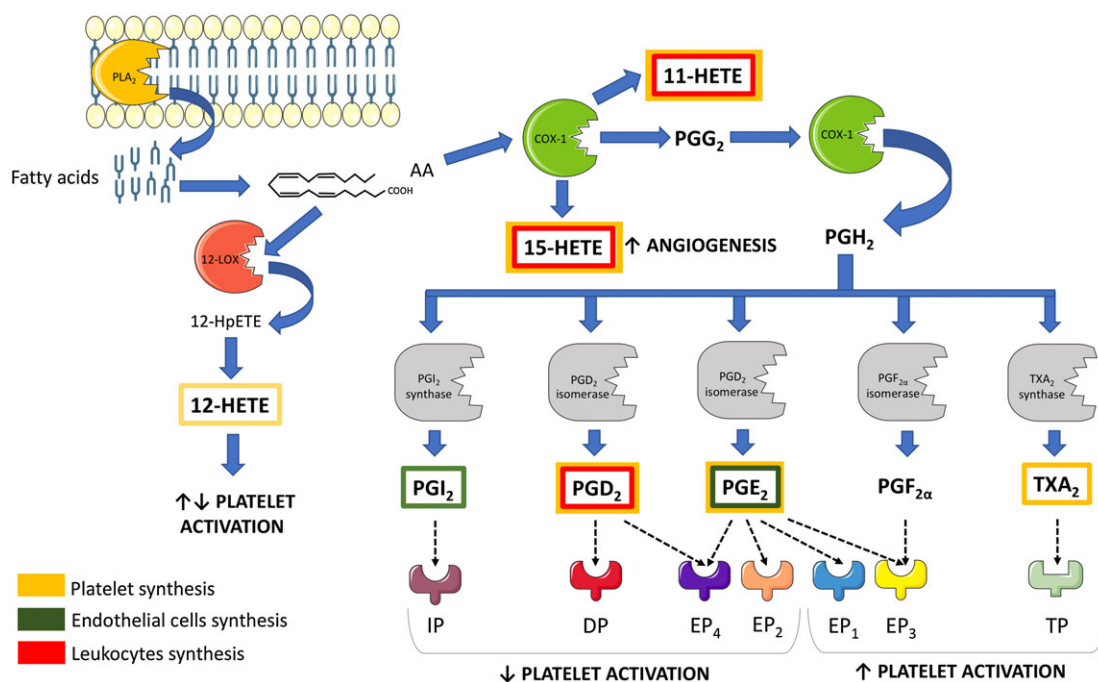 PLA₂
Fatty acids
COOH
AA
COX-1
11-HETE
PGG₂
COX-1
15-HETE
↑ ANGIOGENESIS
PGH₂
12-LOX
12-HpETE
12-HETE
↑↓ PLATELET
ACTIVATION
PGI₂
synthase
PGD₂
isomerase
PGD₂
isomerase
PGF₂α
isomerase
TXA₂
synthase
PGI₂
PGD₂
PGE₂
PGF₂α
TXA₂
IP
DP
EP₄
EP₂
EP₁
EP₃
TP
↓ PLATELET ACTIVATION
↑ PLATELET ACTIVATION
Platelet synthesis
Endothelial cells synthesis
Leukocytes synthesis